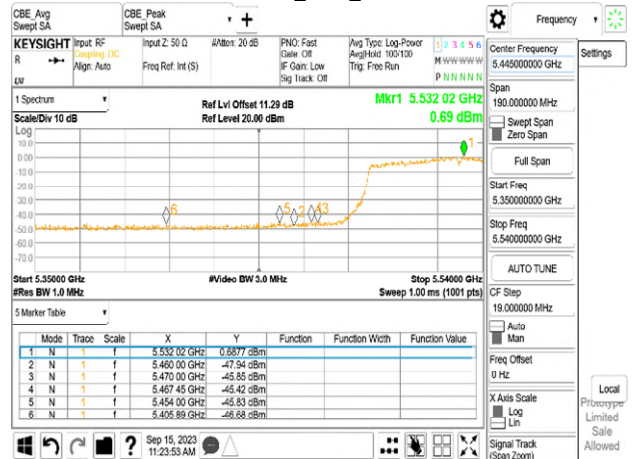 CBE_Avg
Swept SA
CBE_Peak
Swept SA
+
Frequency
KEYSIGHT
R
Input: RF
Coupling: DC
Align: Auto
Input Z: 50 Ω
Freq Ref: Int (S)
#Atten: 20 dB
PNO: Fast
Gate: Off
IF Gain: Low
Sig Track: Off
Avg Type: Log-Power
Avg|Hold: 100/100
Trig: Free Run
1 2 3 4 5 6
M W W W W W
P N N N N N
Center Frequency
5.445000000 GHz
Settings
Span
190.000000 MHz
Swept Span
Zero Span
Full Span
Start Freq
5.350000000 GHz
Stop Freq
5.540000000 GHz
AUTO TUNE
CF Step
19.000000 MHz
Auto
Man
Freq Offset
0 Hz
X Axis Scale
Log
Lin
Signal Track
(Span Zoom)
Local
Prototype
Limited
Sale
Allowed
1 Spectrum
Scale/Div 10 dB
Ref Lvl Offset 11.29 dB
Ref Level 20.00 dBm
Mkr1 5.532 02 GHz
0.69 dBm
Log
10.0
0.00
-10.0
-20.0
-30.0
-40.0
-50.0
-60.0
-70.0
1
6
5
2
4
3
Start 5.35000 GHz
#Res BW 1.0 MHz
#Video BW 3.0 MHz
Stop 5.54000 GHz
Sweep 1.00 ms (1001 pts)
5 Marker Table
Mode Trace Scale X Y Function Function Width Function Value
1 N 1 f 5.532 02 GHz 0.6877 dBm
2 N 1 f 5.460 00 GHz -47.94 dBm
3 N 1 f 5.470 00 GHz -45.85 dBm
4 N 1 f 5.467 45 GHz -45.42 dBm
5 N 1 f 5.454 00 GHz -45.83 dBm
6 N 1 f 5.405 89 GHz -46.68 dBm
?
Sep 15, 2023
11:23:53 AM